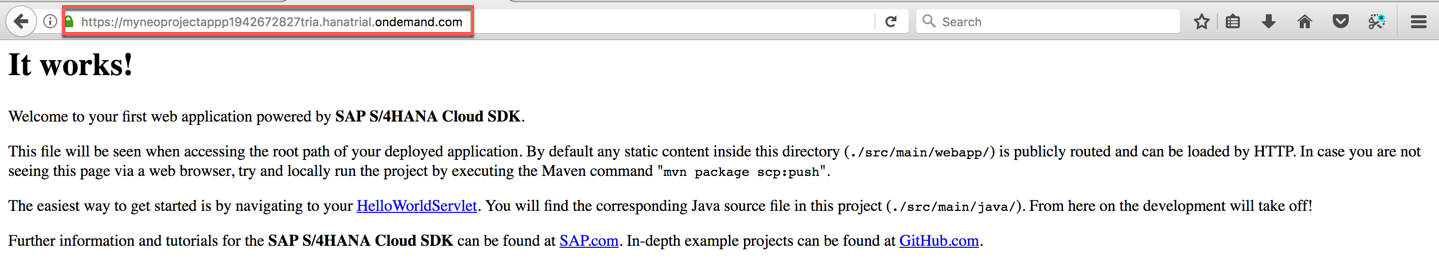 https://myneoprojectappp1942672827tria.hanatrial.ondemand.com
Search
It works!
Welcome to your first web application powered by SAP S/4HANA Cloud SDK.
This file will be seen when accessing the root path of your deployed application. By default any static content inside this directory (./src/main/webapp/) is publicly routed and can be loaded by HTTP. In case you are not
seeing this page via a web browser, try and locally run the project by executing the Maven command "mvn package scp:push".
The easiest way to get started is by navigating to your HelloWorldServlet. You will find the corresponding Java source file in this project (./src/main/java/). From here on the development will take off!
Further information and tutorials for the SAP S/4HANA Cloud SDK can be found at SAP.com. In-depth example projects can be found at GitHub.com.